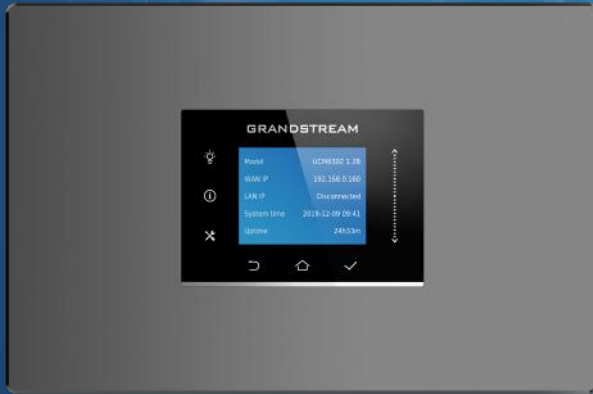 GRANDSTREAM
Model UCM6302 1.2B
WAN IP 192.168.0.160
LAN IP Disconnected
System time 2019-12-09 09:41
Uptime 24h33m